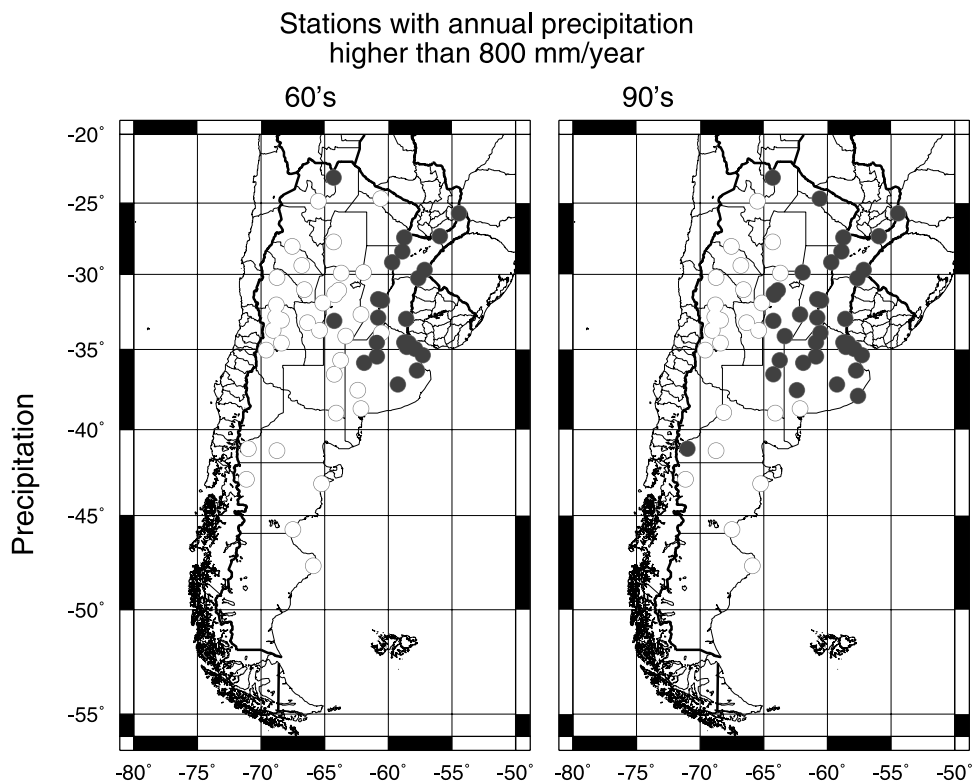 Stations with annual precipitation
higher than 800 mm/year
60's 90's
-20˚
-25˚
-30˚
-35˚
-40˚
-45˚
-50˚
-55˚
Precipitation
-80˚ -75˚ -70˚ -65˚ -60˚ -55˚ -50˚ -80˚ -75˚ -70˚ -65˚ -60˚ -55˚ -50˚